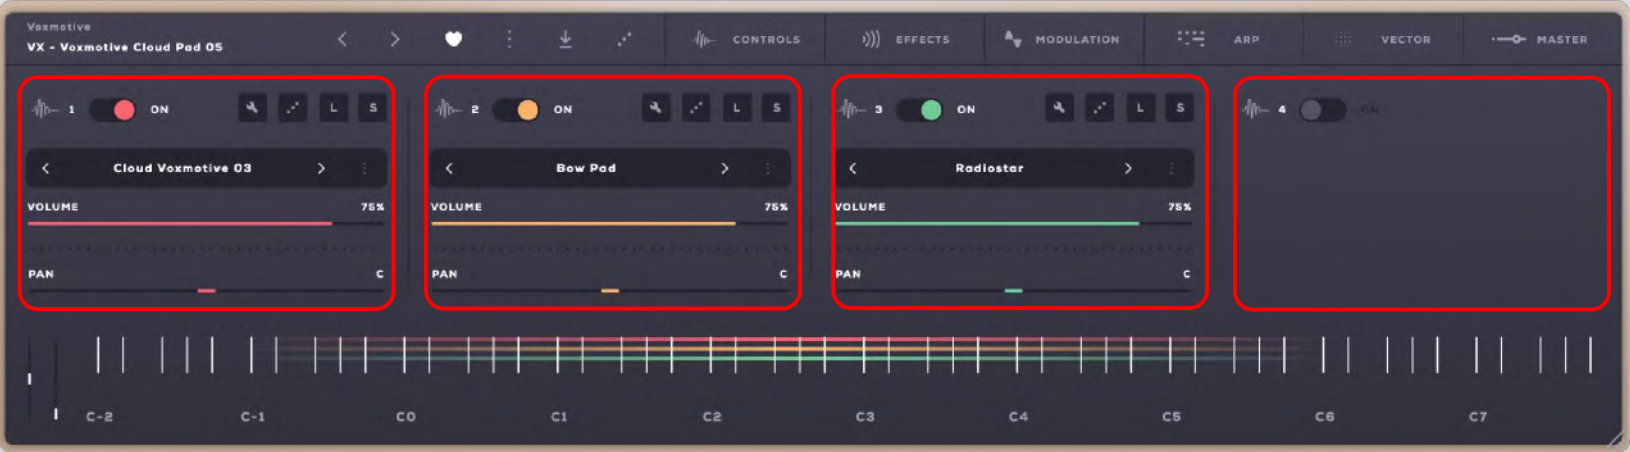 Voxmotive
VX - Voxmotive Cloud Pad 05
CONTROLS
EFFECTS
MODULATION
ARP
VECTOR
MASTER
1 ON L S
2 ON L S
3 ON L S
4 ON
Cloud Voxmotive 03
Bow Pad
Radiostar
VOLUME 75%
VOLUME 75%
VOLUME 75%
PAN C
PAN C
PAN C
C-2 C-1 C0 C1 C2 C3 C4 C5 C6 C7